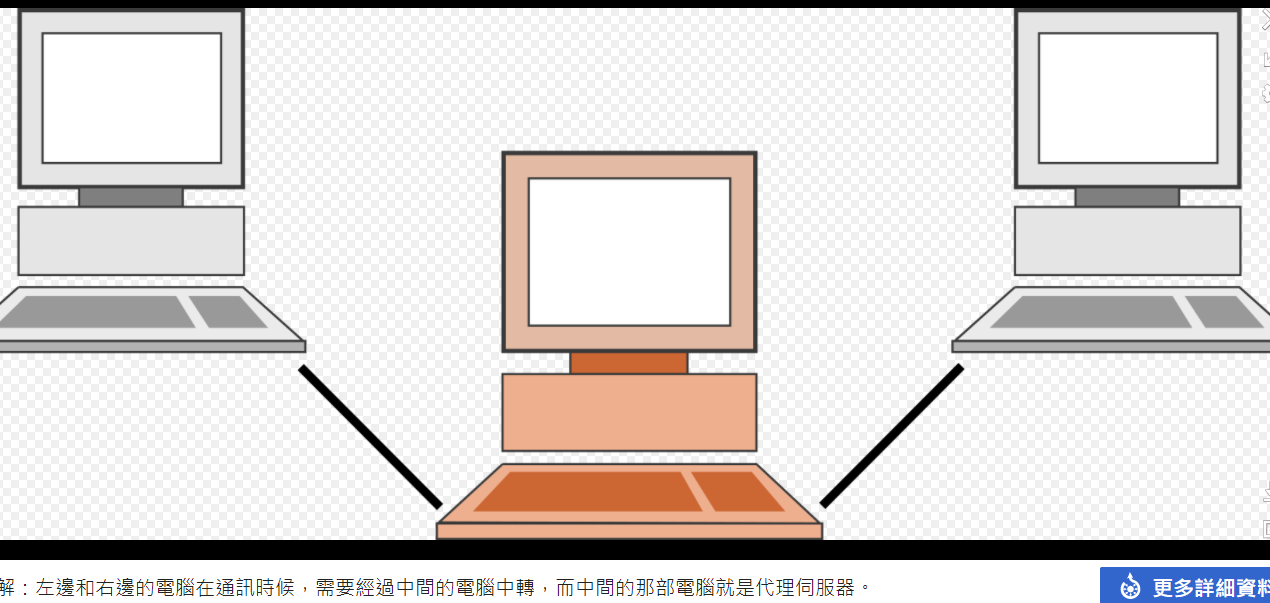 解：左邊和右邊的電腦在通訊時候，需要經過中間的電腦中轉，而中間的那部電腦就是代理伺服器。
更多詳細資料